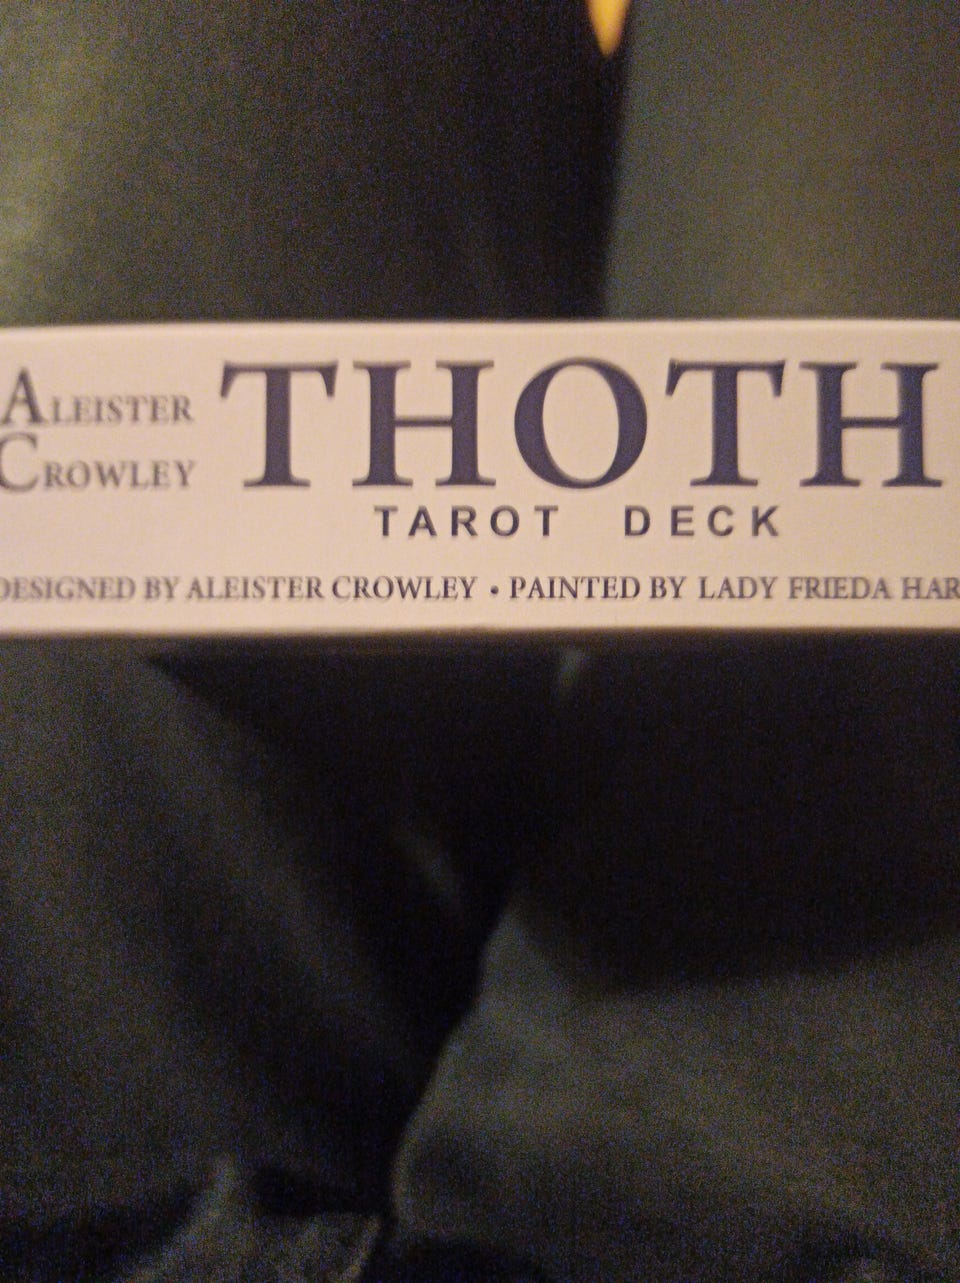 ALEISTER
CROWLEY
THOTH
TAROT DECK
DESIGNED BY ALEISTER CROWLEY • PAINTED BY LADY FRIEDA HAR